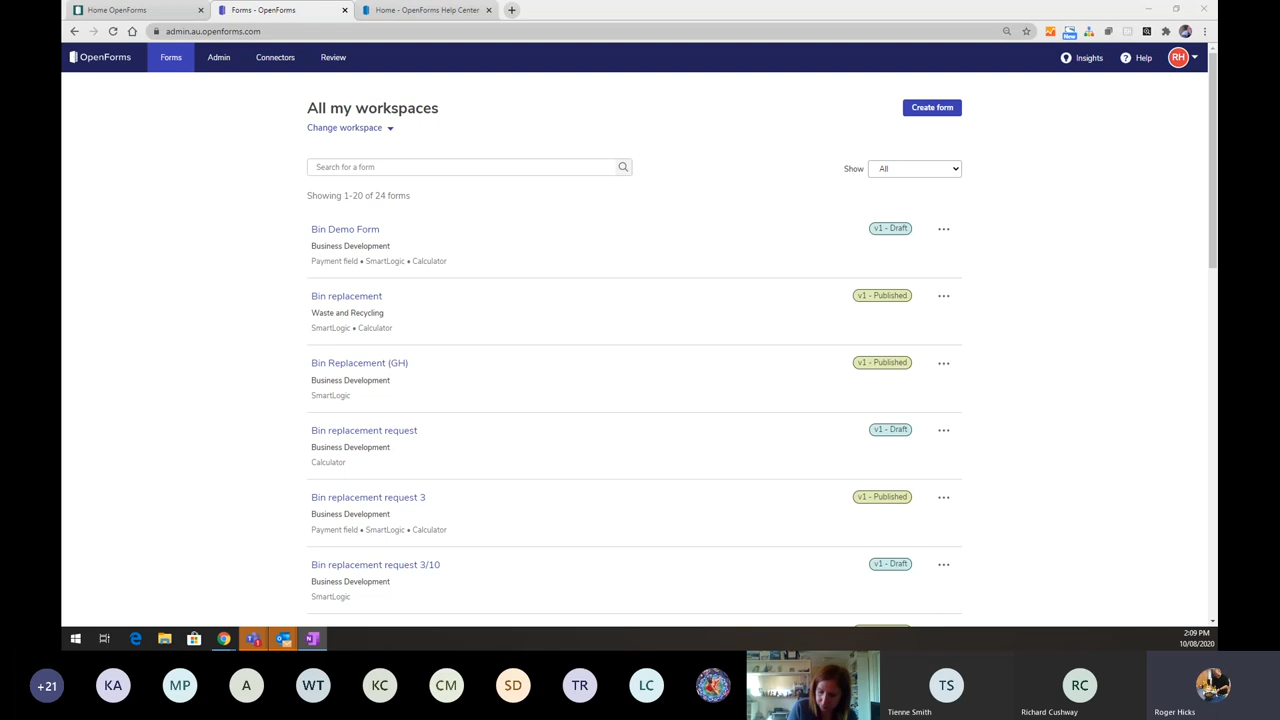 Home OpenForms
Forms - OpenForms
Home - OpenForms Help Center
admin.au.openforms.com
New
OpenForms
Forms
Admin
Connectors
Review
Insights
Help
RH
All my workspaces
Create form
Change workspace
Search for a form
Show
All
Showing 1-20 of 24 forms
Bin Demo Form
v1 - Draft
Business Development
Payment field • SmartLogic • Calculator
Bin replacement
v1 - Published
Waste and Recycling
SmartLogic • Calculator
Bin Replacement (GH)
v1 - Published
Business Development
SmartLogic
Bin replacement request
v1 - Draft
Business Development
Calculator
Bin replacement request 3
v1 - Published
Business Development
Payment field • SmartLogic • Calculator
Bin replacement request 3/10
v1 - Draft
Business Development
SmartLogic
2:09 PM
10/08/2020
+21
KA
MP
A
WT
KC
CM
SD
TR
LC
TS
RC
Tienne Smith
Richard Cushway
Roger Hicks